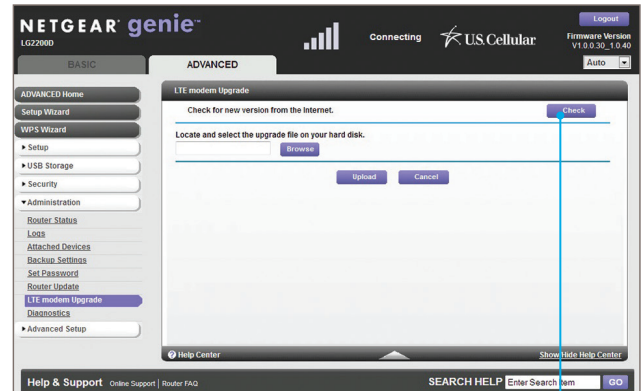 NETGEAR® genie™
LG2200D
Connecting
U.S. Cellular
Logout
Firmware Version
V1.0.0.30_1.0.40
Auto
BASIC
ADVANCED
ADVANCED Home
Setup Wizard
WPS Wizard
Setup
USB Storage
Security
Administration
Router Status
Logs
Attached Devices
Backup Settings
Set Password
Router Update
LTE modem Upgrade
Diagnostics
Advanced Setup
LTE modem Upgrade
Check for new version from the Internet.
Check
Locate and select the upgrade file on your hard disk.
Browse
Upload
Cancel
Help Center
Show/Hide Help Center
Help & Support Online Support | Router FAQ
SEARCH HELP Enter Search Item GO